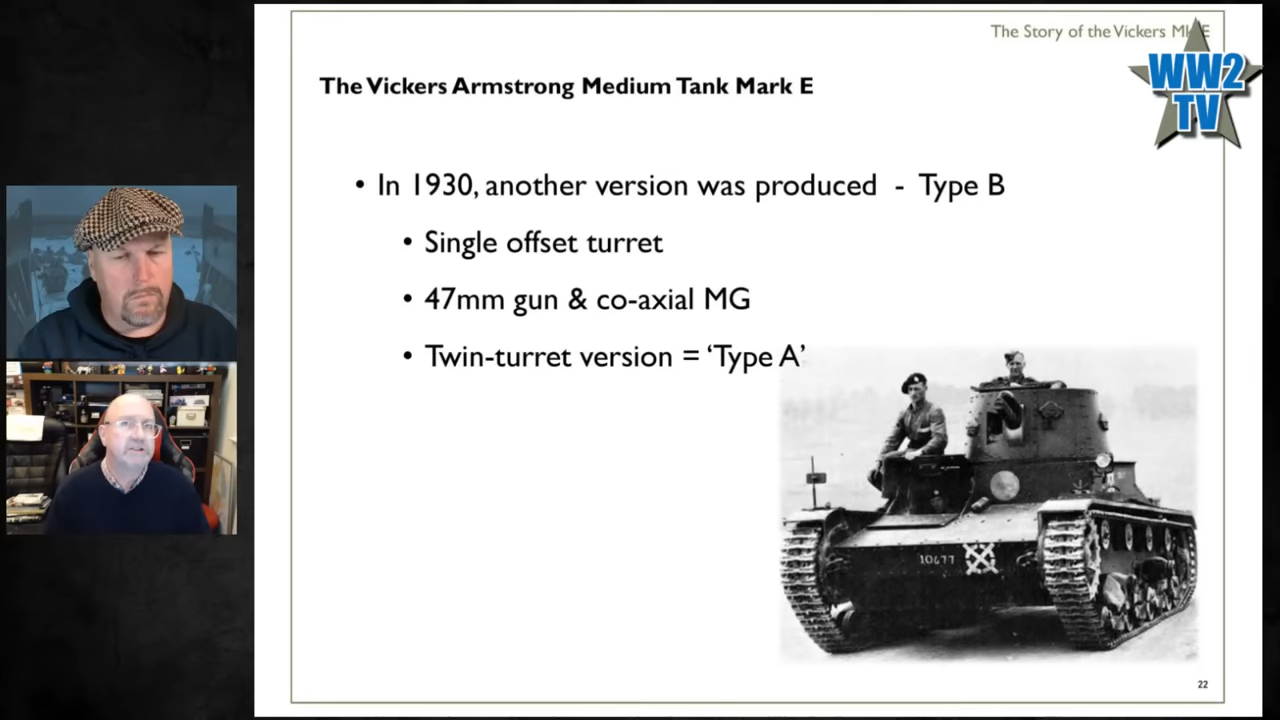 The Story of the Vickers Mk E
WW2
TV
The Vickers Armstrong Medium Tank Mark E
• In 1930, another version was produced - Type B
• Single offset turret
• 47mm gun & co-axial MG
• Twin-turret version = ‘Type A’
10677
22